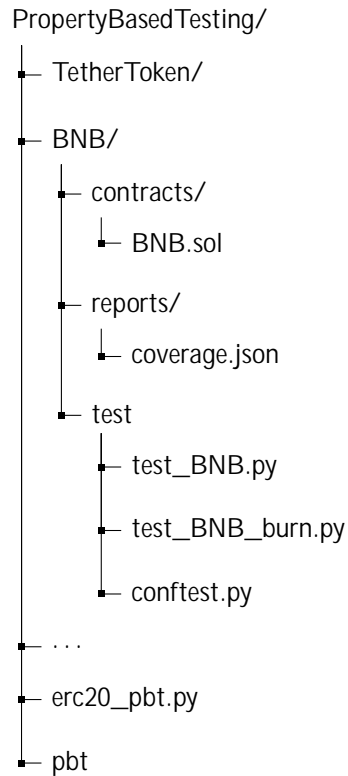 PropertyBasedTesting/
TetherToken/
BNB/
contracts/
BNB.sol
reports/
coverage.json
test
test_BNB.py
test_BNB_burn.py
conftest.py
...
erc20_pbt.py
pbt